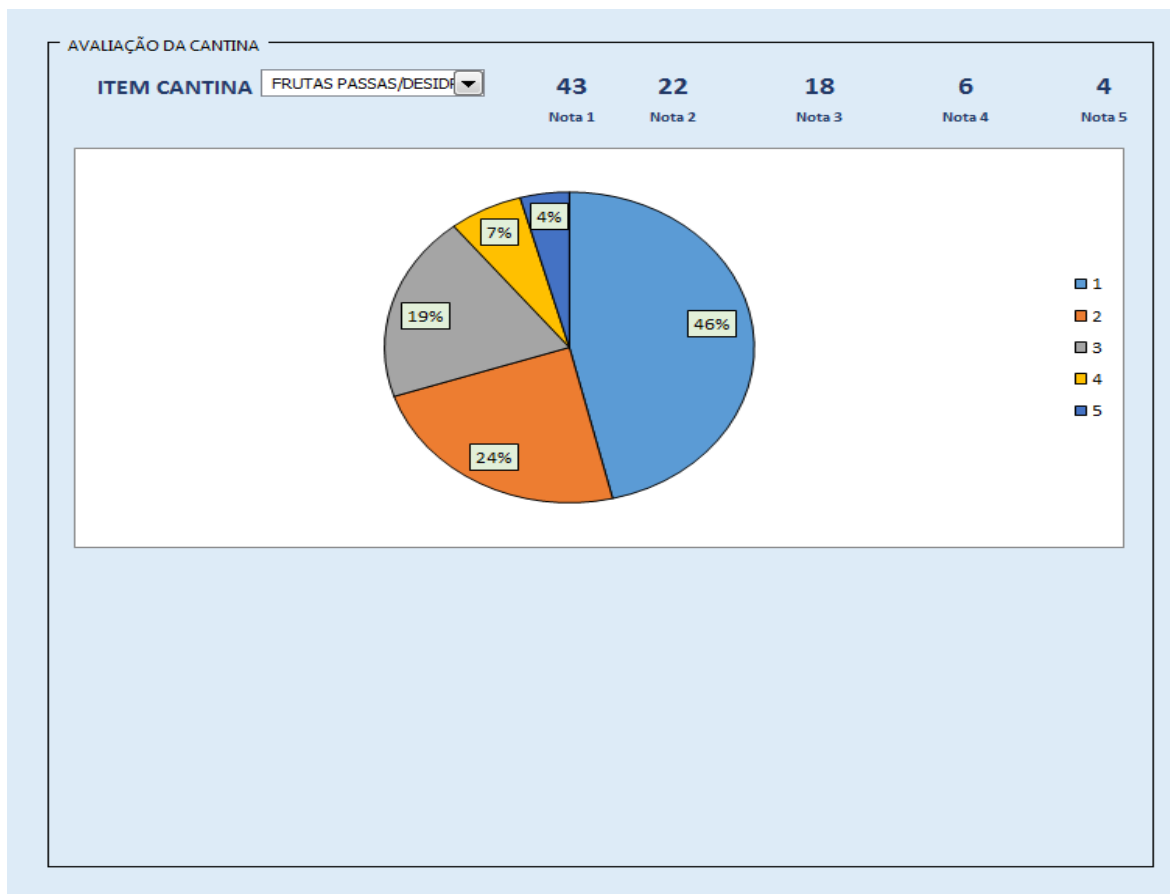 AVALIAÇÃO DA CANTINA
ITEM CANTINA FRUTAS PASSAS/DESIDR
43 22 18 6 4
Nota 1 Nota 2 Nota 3 Nota 4 Nota 5
4%
7%
19%
46%
24%
1
2
3
4
5